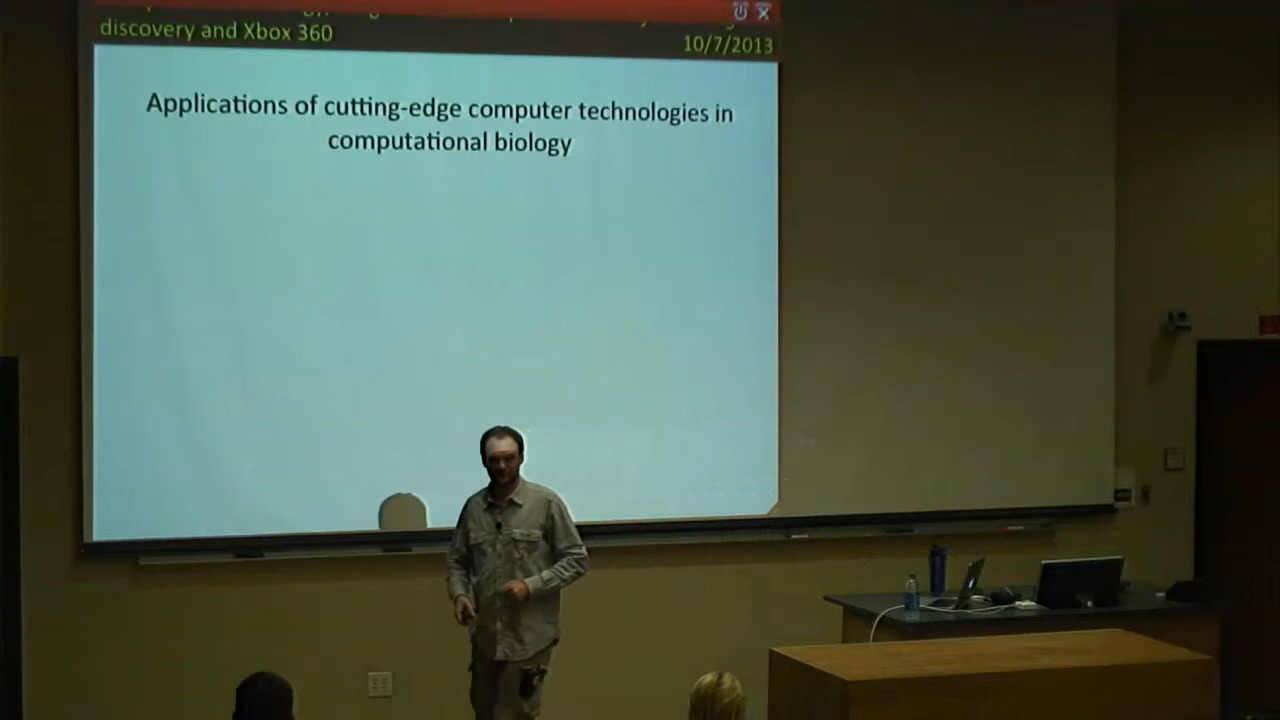 discovery and Xbox 360
10/7/2013
Applications of cutting-edge computer technologies in
computational biology